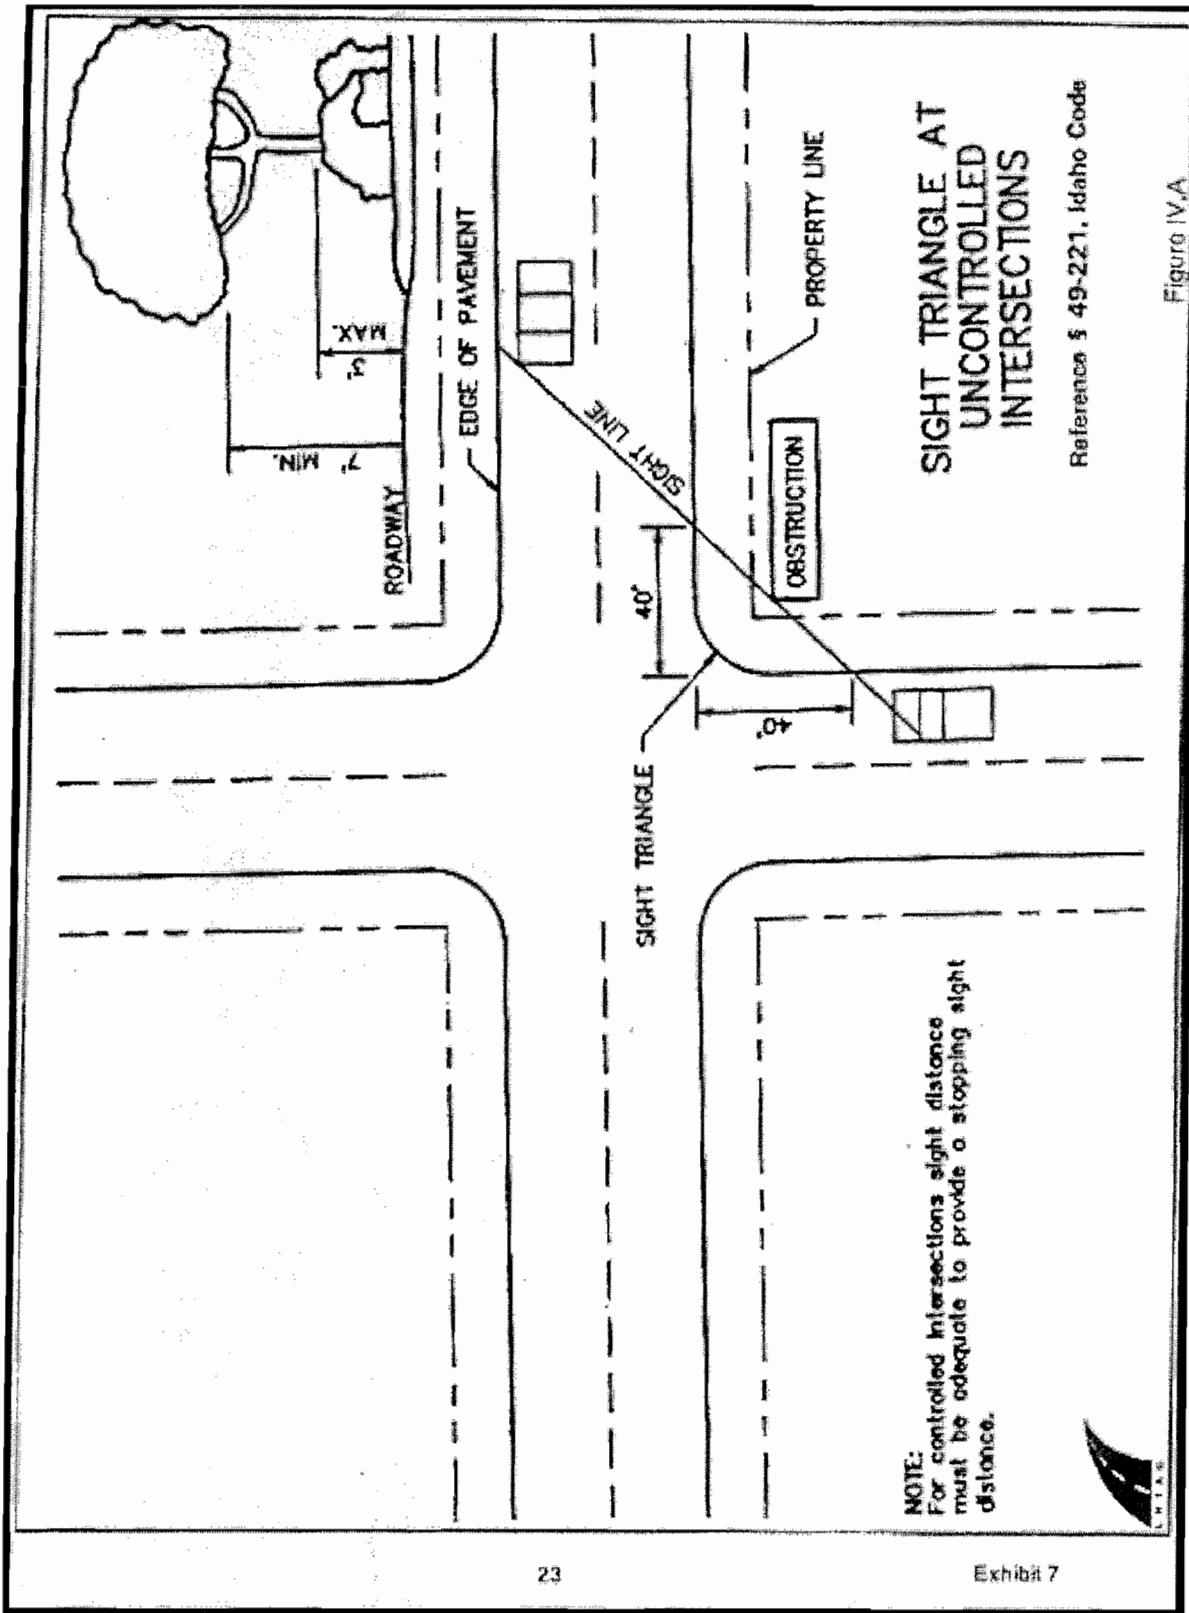 7' MIN.
3'
MAX.
ROADWAY
EDGE OF PAVEMENT
SIGHT LINE
40'
40'
OBSTRUCTION
PROPERTY LINE
SIGHT TRIANGLE
SIGHT TRIANGLE AT
UNCONTROLLED
INTERSECTIONS
Reference § 49-221, Idaho Code
Figure IV.A
NOTE:
For controlled intersections sight distance
must be adequate to provide a stopping sight
distance.
LHTAC
23
Exhibit 7